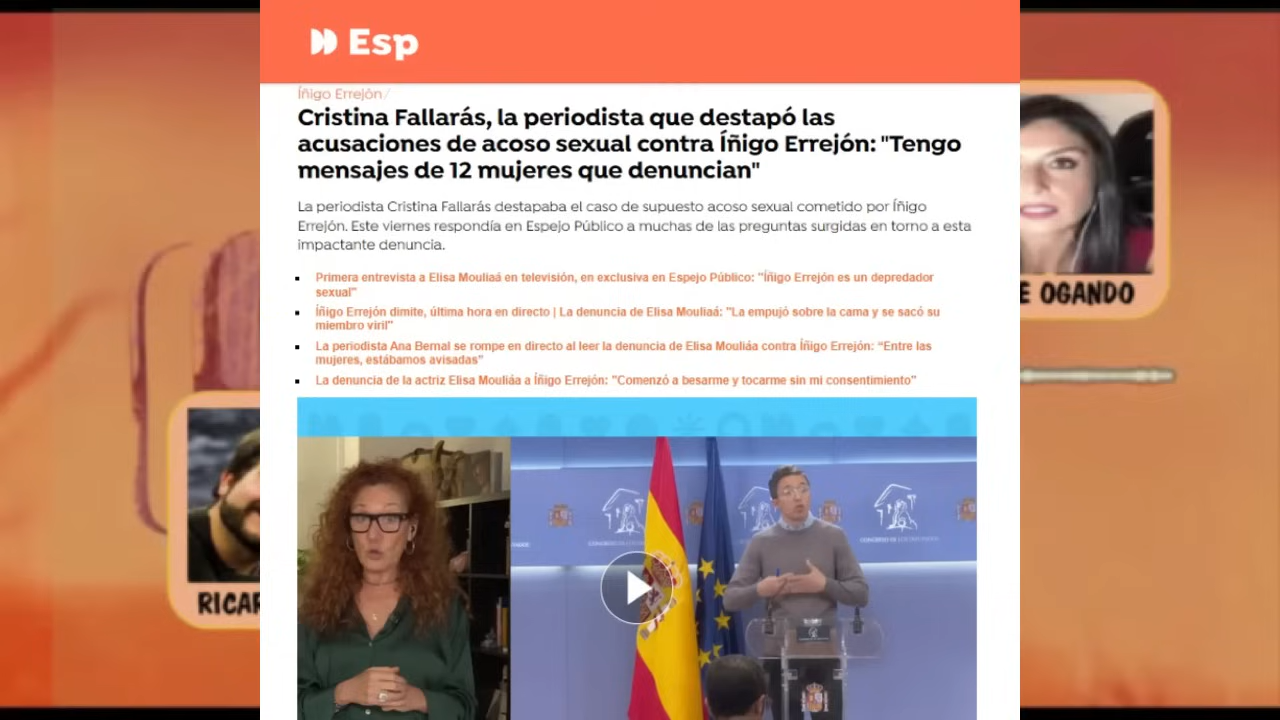 Esp
Íñigo Errejón /
Cristina Fallarás, la periodista que destapó las
acusaciones de acoso sexual contra Íñigo Errejón: "Tengo
mensajes de 12 mujeres que denuncian"
La periodista Cristina Fallarás destapaba el caso de supuesto acoso sexual cometido por Íñigo
Errejón. Este viernes respondía en Espejo Público a muchas de las preguntas surgidas en torno a esta
impactante denuncia.
Primera entrevista a Elisa Mouliaá en televisión, en exclusiva en Espejo Público: "Íñigo Errejón es un depredador
sexual"
Íñigo Errejón dimite, última hora en directo | La denuncia de Elisa Mouliaá: "La empujó sobre la cama y se sacó su
miembro viril"
La periodista Ana Bernal se rompe en directo al leer la denuncia de Elisa Mouliáa contra Íñigo Errejón: “Entre las
mujeres, estábamos avisadas”
La denuncia de la actriz Elisa Mouliáa a Íñigo Errejón: "Comenzó a besarme y tocarme sin mi consentimiento"
E OGANDO
RICAR